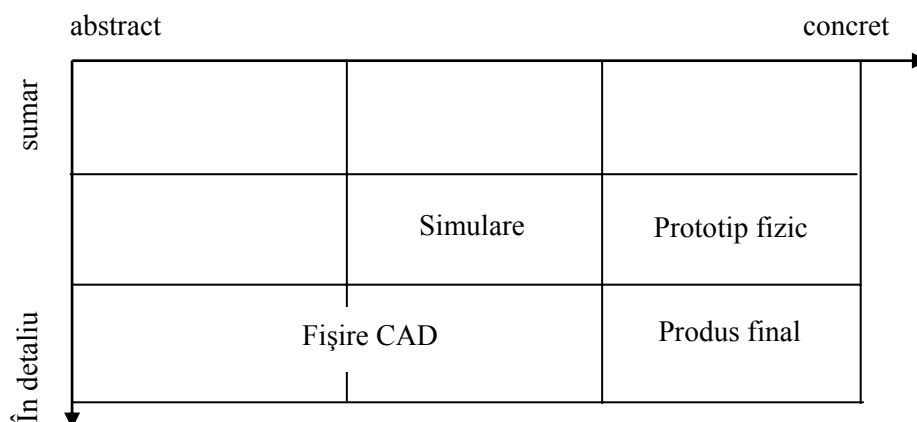 abstract
concret
sumar
Simulare
Prototip fizic
În detaliu
Fişire CAD
Produs final